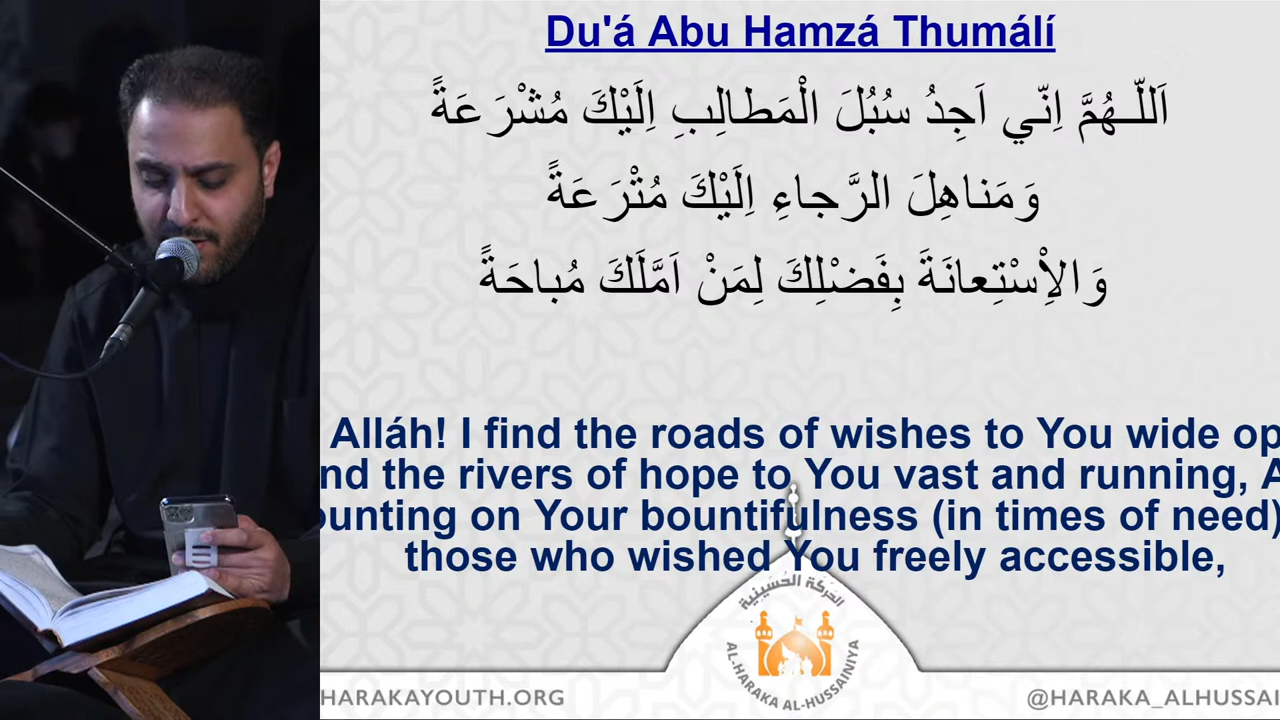 Du'á Abu Hamzá Thumálí
اَللّـهُمَّ اِنّي اَجِدُ سُبُلَ الْمَطالِبِ اِلَيْكَ مُشْرَعَةً
وَمَناهِلَ الرَّجاءِ اِلَيْكَ مُتْرَعَةً
وَالاِْسْتِعانَةَ بِفَضْلِكَ لِمَنْ اَمَّلَكَ مُباحَةً
Alláh! I find the roads of wishes to You wide op
nd the rivers of hope to You vast and running, A
ounting on Your bountifulness (in times of need)
those who wished You freely accessible,
الحركة الحسينية
AL-HARAKA AL-HUSSAINIYA
HARAKAYOUTH.ORG
@HARAKA_ALHUSSAI